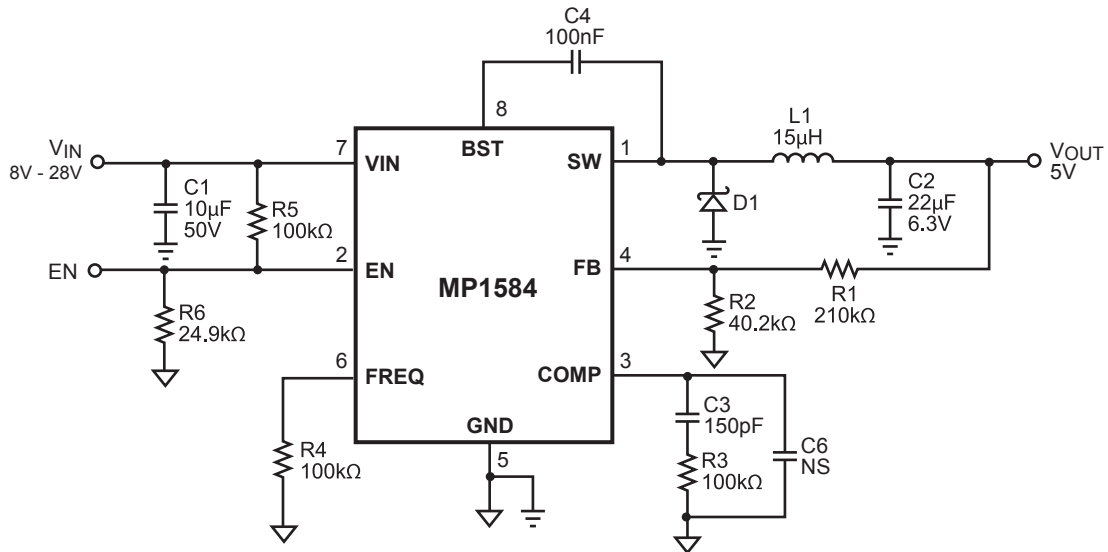 C4
100nF
8
BST
VIN
8V - 28V
7
VIN
SW
1
L1
15μH
VOUT
5V
C1
10μF
50V
R5
100kΩ
D1
C2
22μF
6.3V
EN
2
EN
MP1584
FB
4
R1
210kΩ
R2
40.2kΩ
R6
24.9kΩ
6
FREQ
COMP
3
R4
100kΩ
GND
5
C3
150pF
R3
100kΩ
C6
NS